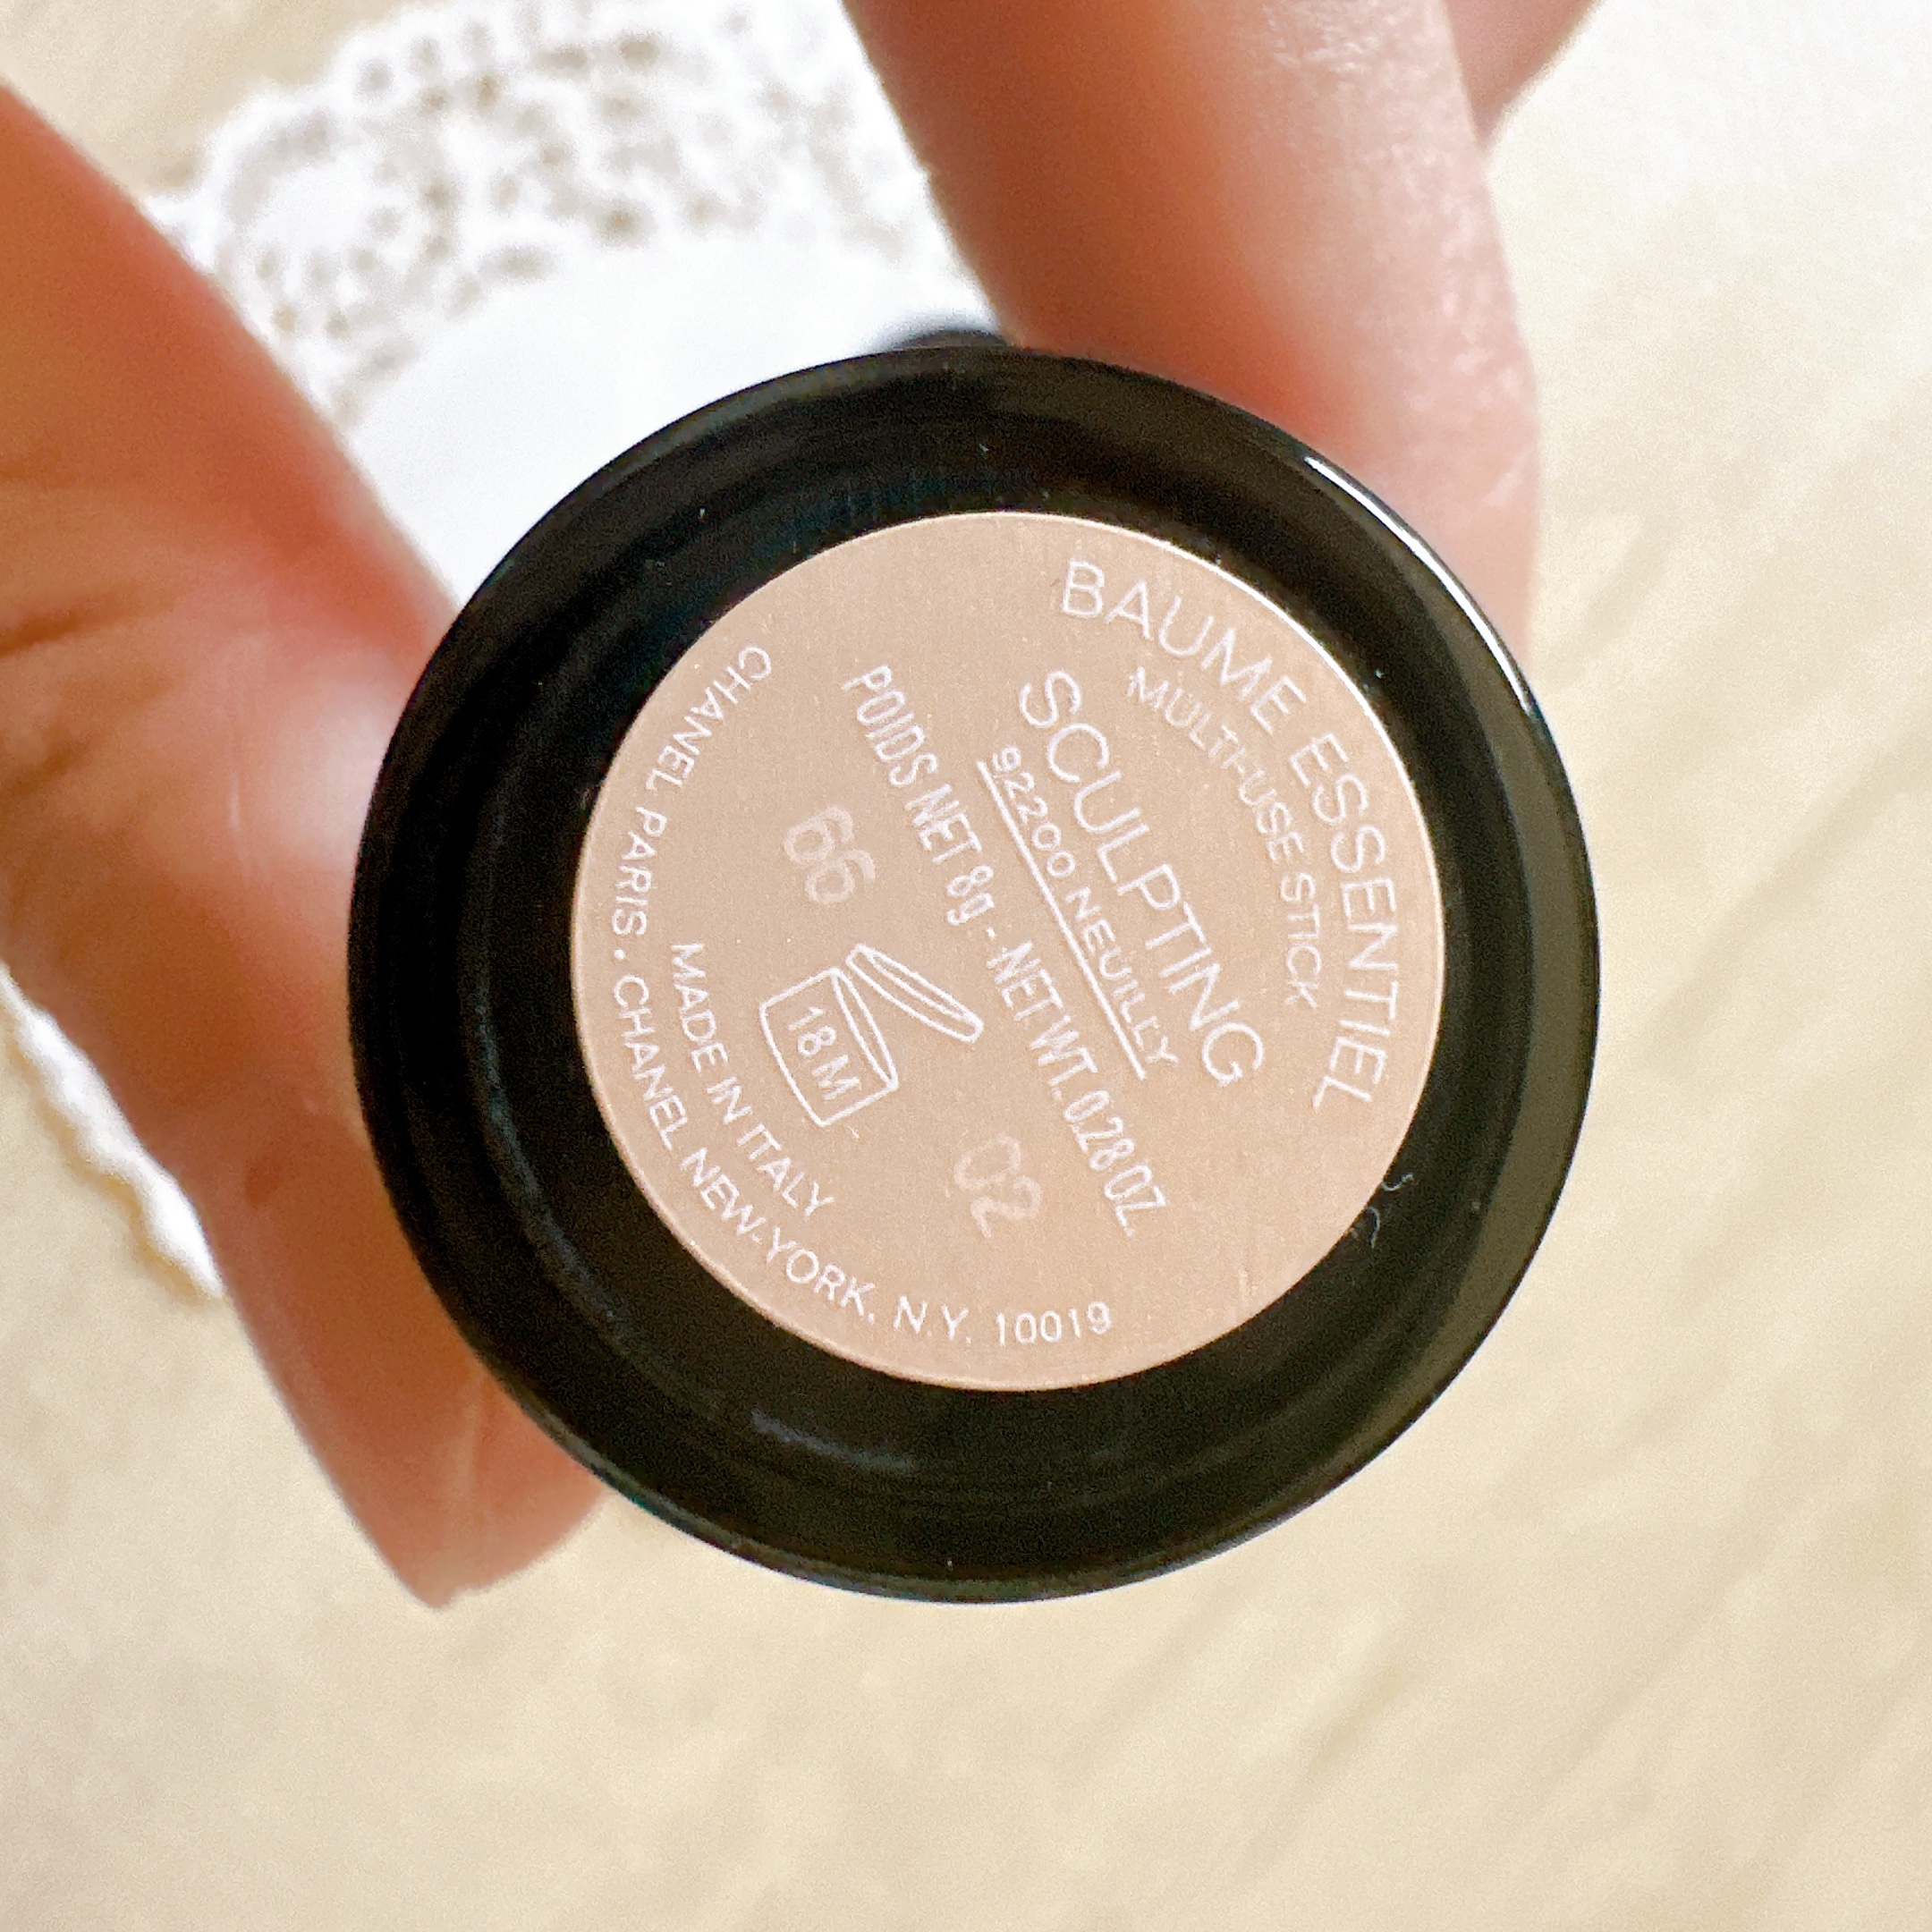 BAUME ESSENTIEL
MULTI-USE STICK
SCULPTING
92200 NEUILLY
POIDS NET 8g - NET WT. 0.28 OZ.
66
18 M
02
MADE IN ITALY
CHANEL PARIS. CHANEL NEW-YORK, N.Y. 10019